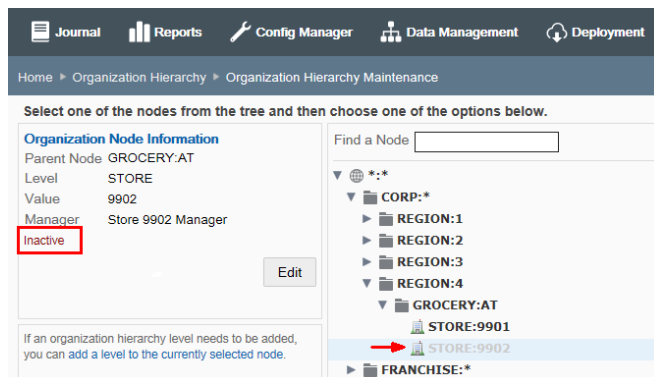 Journal Reports Config Manager Data Management Deployment
Home Organization Hierarchy Organization Hierarchy Maintenance
Select one of the nodes from the tree and then choose one of the options below.
Organization Node Information
Parent Node GROCERY:AT
Level STORE
Value 9902
Manager Store 9902 Manager
Inactive
Edit
If an organization hierarchy level needs to be added,
you can add a level to the currently selected node.
Find a Node
*:*
CORP:*
REGION:1
REGION:2
REGION:3
REGION:4
GROCERY:AT
STORE:9901
STORE:9902
FRANCHISE:*